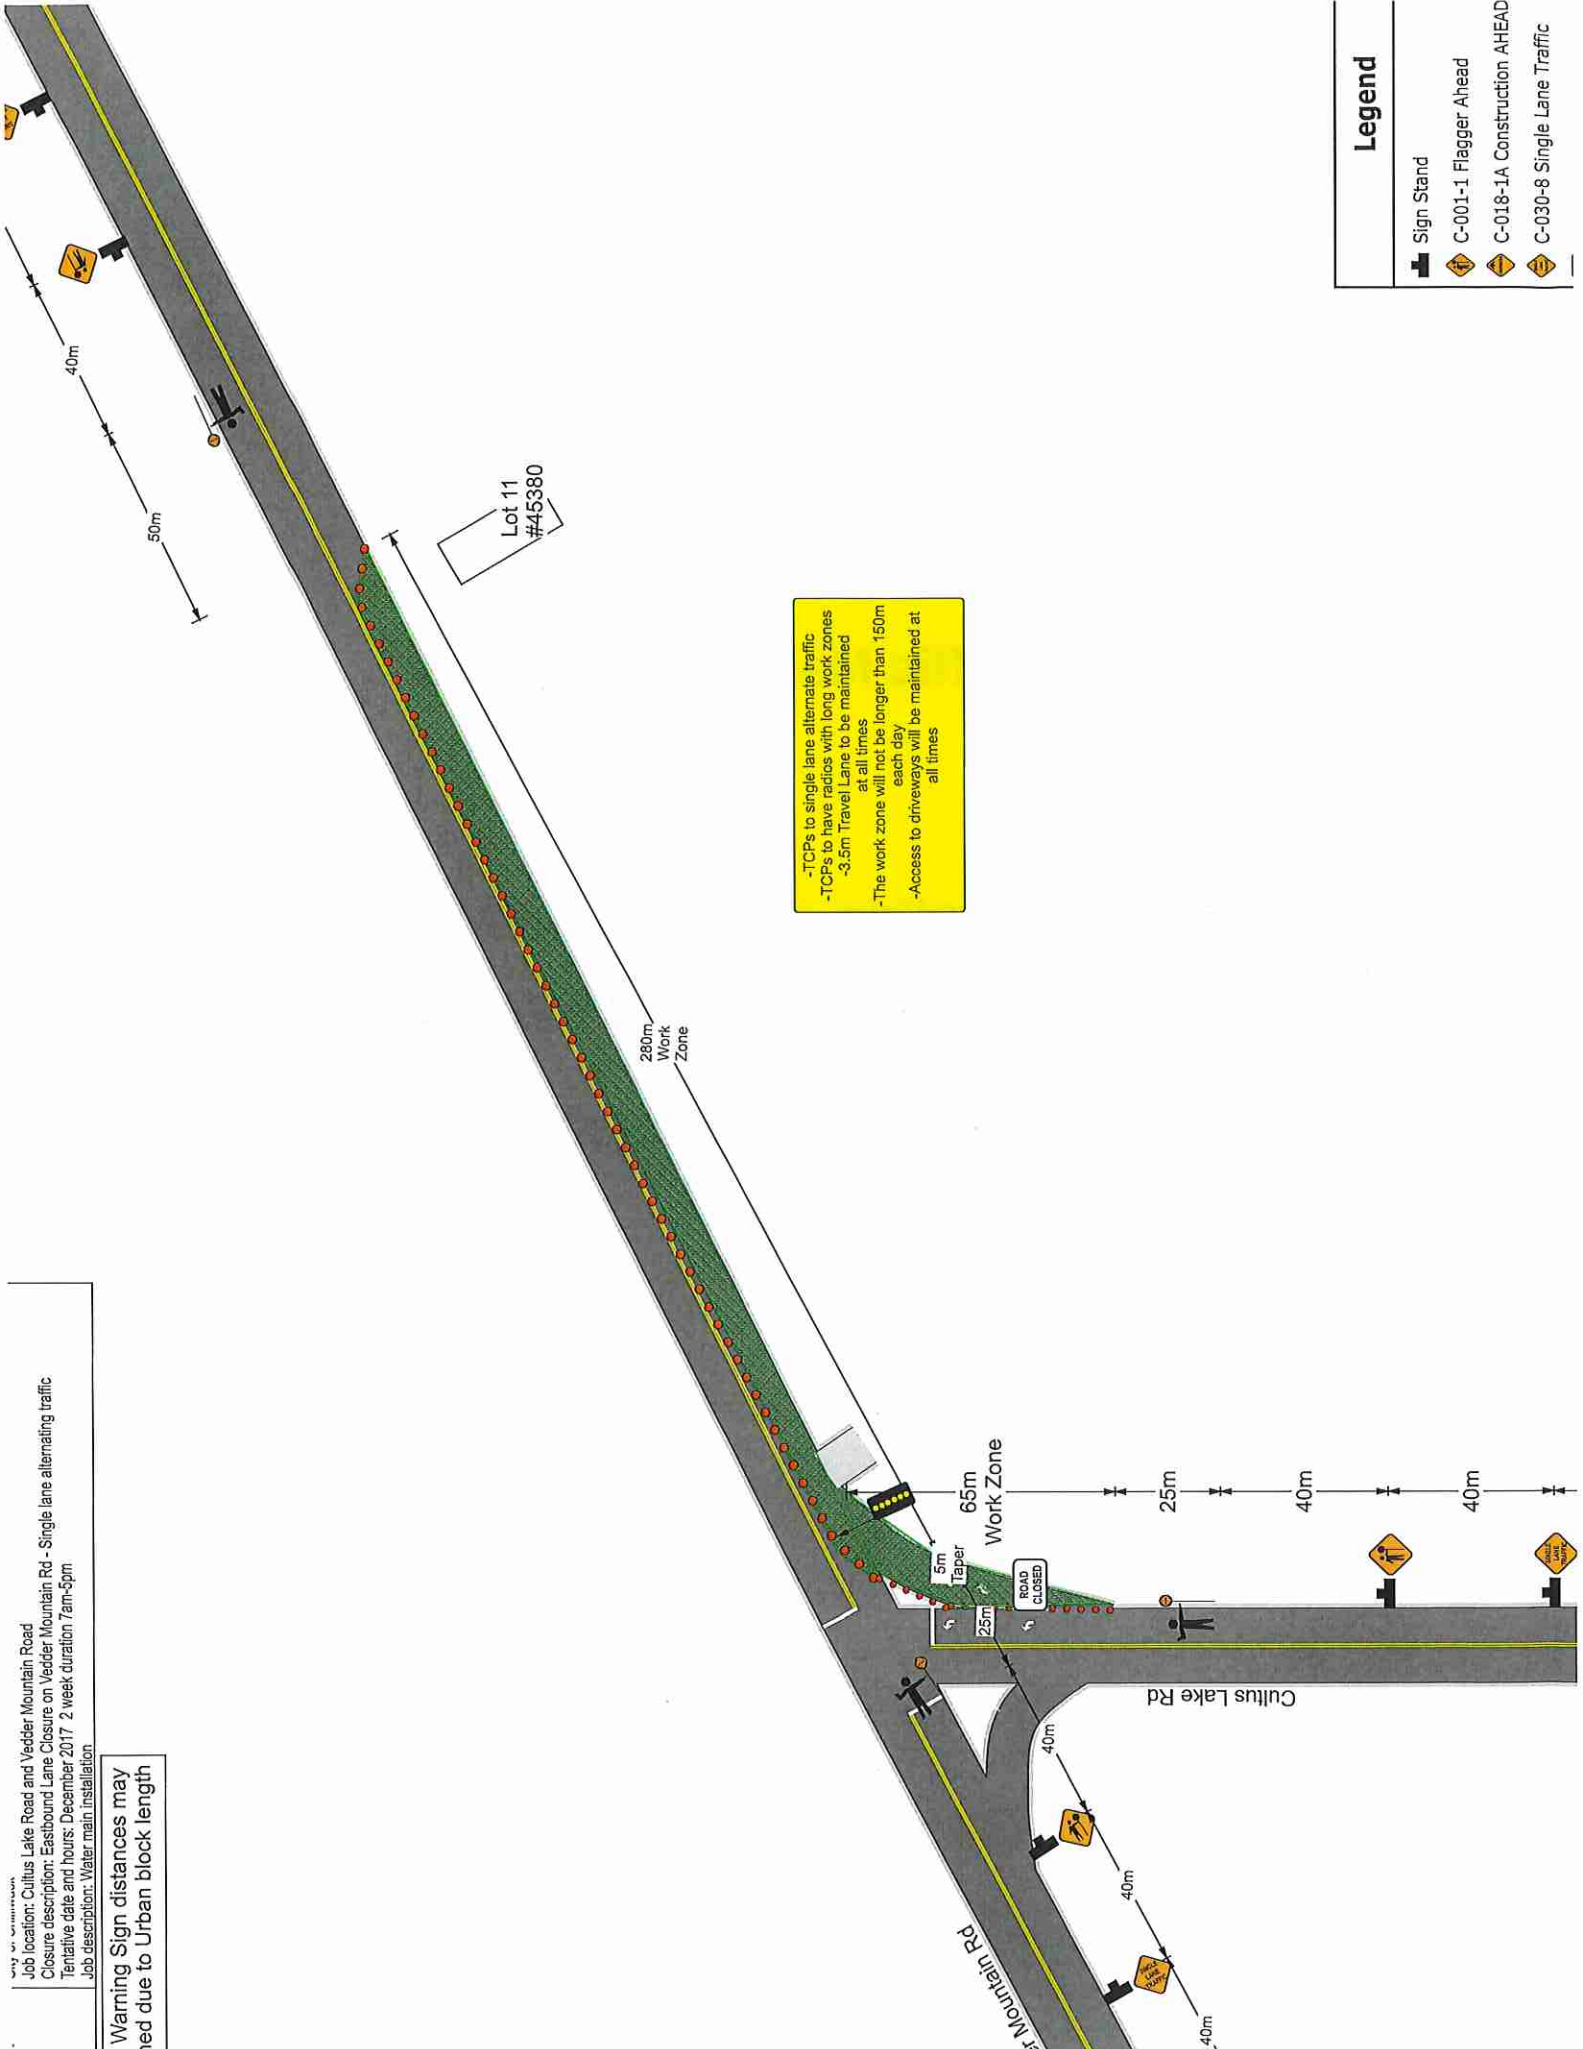 Job location: Cultus Lake Road and Vedder Mountain Road
Closure description: Eastbound Lane Closure on Vedder Mountain Rd - Single lane alternating traffic
Tentative date and hours: December 2017  2 week duration 7am-5pm
Job description: Water main installation
Warning Sign distances may
due to Urban block length
40m
50m
Lot 11
#45380
280m
Work
Zone
-TCPs to single lane alternate traffic
-TCPs to have radios with long work zones
-3.5m Travel Lane to be maintained
at all times
-The work zone will not be longer than 150m
each day
-Access to driveways will be maintained at
all times
65m
Work Zone
25m
40m
40m
5m
Taper
25m
ROAD
CLOSED
SINGLE
LANE
TRAFFIC
Cultus Lake Rd
40m
40m
40m
SINGLE
LANE
TRAFFIC
Mountain Rd
Legend
Sign Stand
C-001-1 Flagger Ahead
C-018-1A Construction AHEAD
C-030-8 Single Lane Traffic